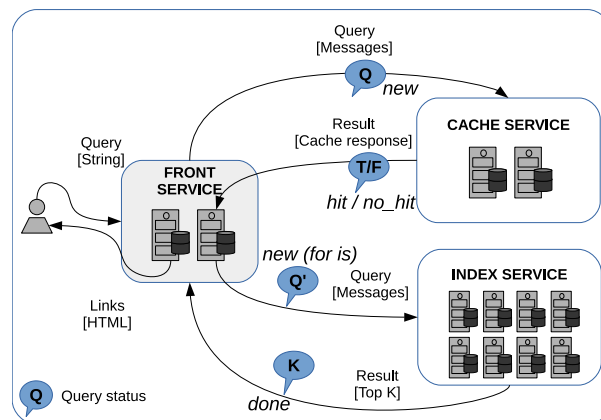 Query
[Messages]
Q
new
Query
[String]
Result
[Cache response]
T/F
hit / no_hit
CACHE SERVICE
FRONT
SERVICE
new (for is)
Q'
Query
[Messages]
INDEX SERVICE
Links
[HTML]
K
done
Result
[Top K]
Q
Query status